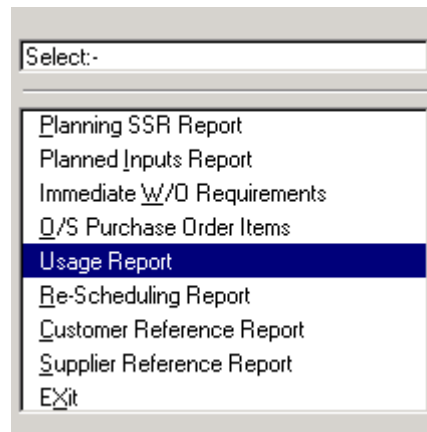 Select:-
Planning SSR Report
Planned Inputs Report
Immediate W/O Requirements
O/S Purchase Order Items
Usage Report
Re-Scheduling Report
Customer Reference Report
Supplier Reference Report
EXit